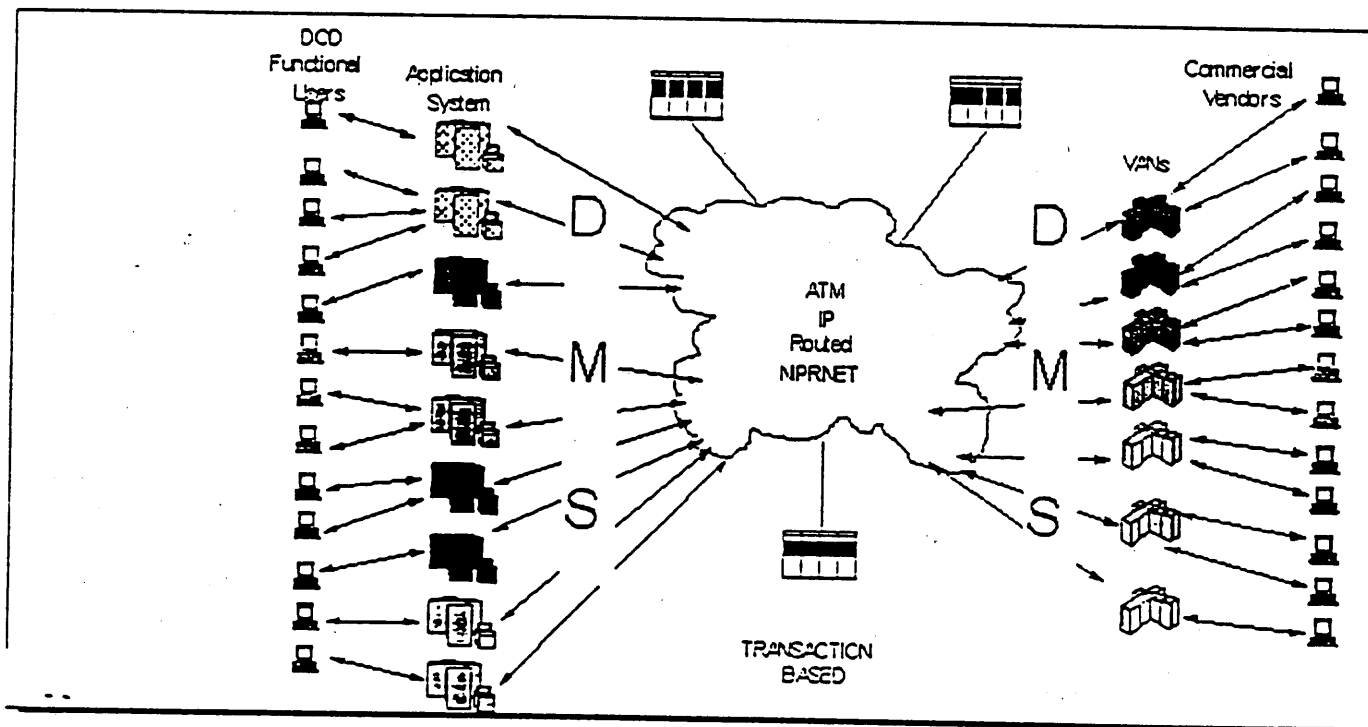 DOD
Functional
Users
Application
System
Commercial
Vendors
VANs
D
M
S
ATM
IP
Routed
NIPRNET
D
M
S
TRANSACTION
BASED